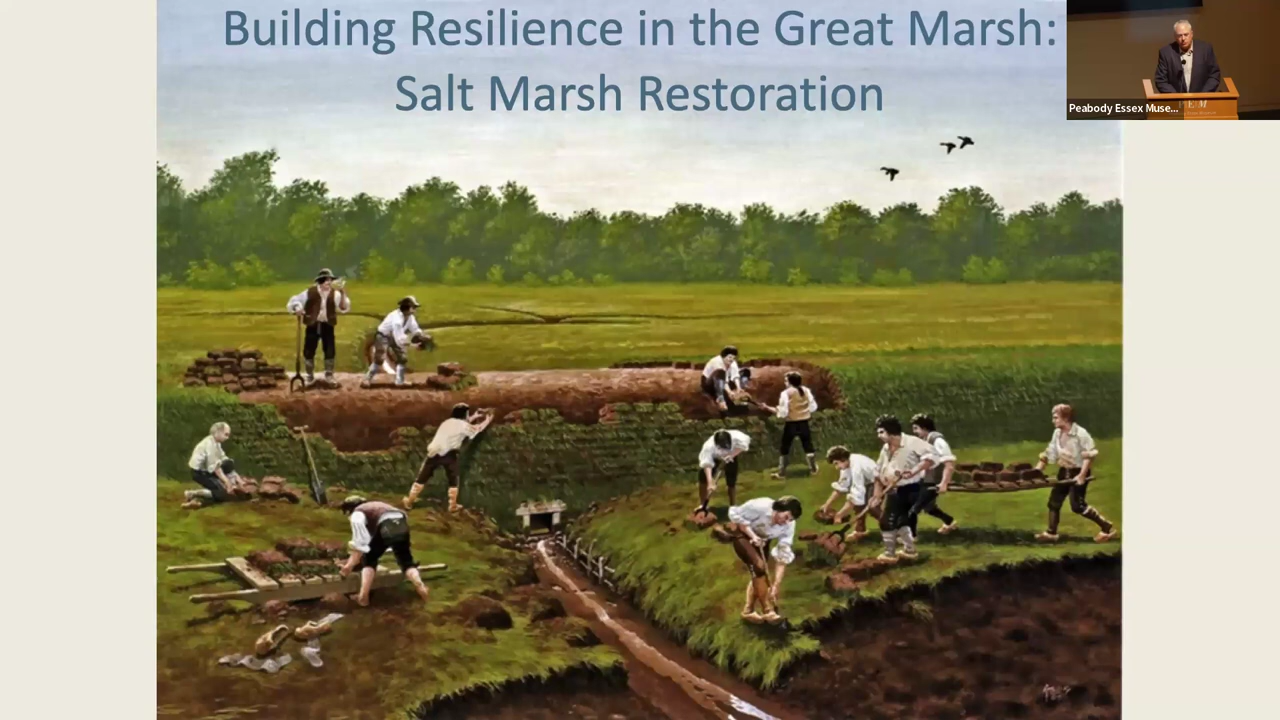 Building Resilience in the Great Marsh:
Salt Marsh Restoration
Peabody Essex Muse...